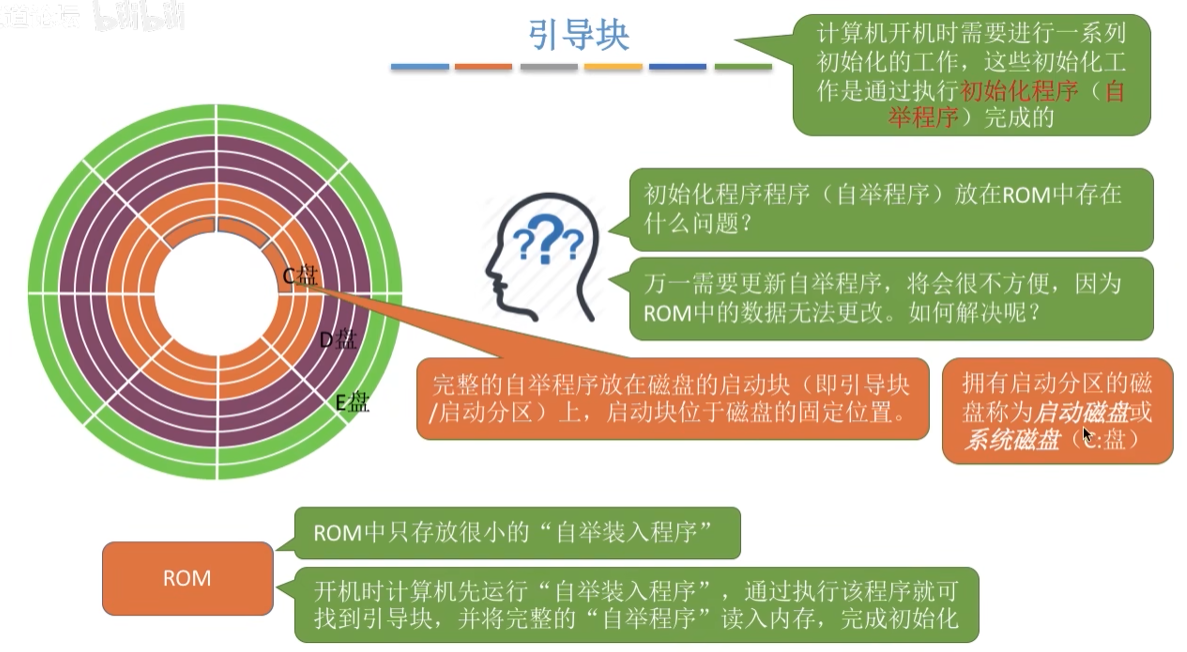 道论坛 bilibili
引导块
计算机开机时需要进行一系列
初始化的工作，这些初始化工
作是通过执行初始化程序（自
举程序）完成的
???
初始化程序程序（自举程序）放在ROM中存在
什么问题？
万一需要更新自举程序，将会很不方便，因为
ROM中的数据无法更改。如何解决呢？
C盘
D盘
E盘
完整的自举程序放在磁盘的启动块（即引导块
/启动分区）上，启动块位于磁盘的固定位置。
拥有启动分区的磁
盘称为启动磁盘或
系统磁盘（C:盘）
ROM中只存放很小的“自举装入程序”
ROM
开机时计算机先运行“自举装入程序”，通过执行该程序就可
找到引导块，并将完整的“自举程序”读入内存，完成初始化